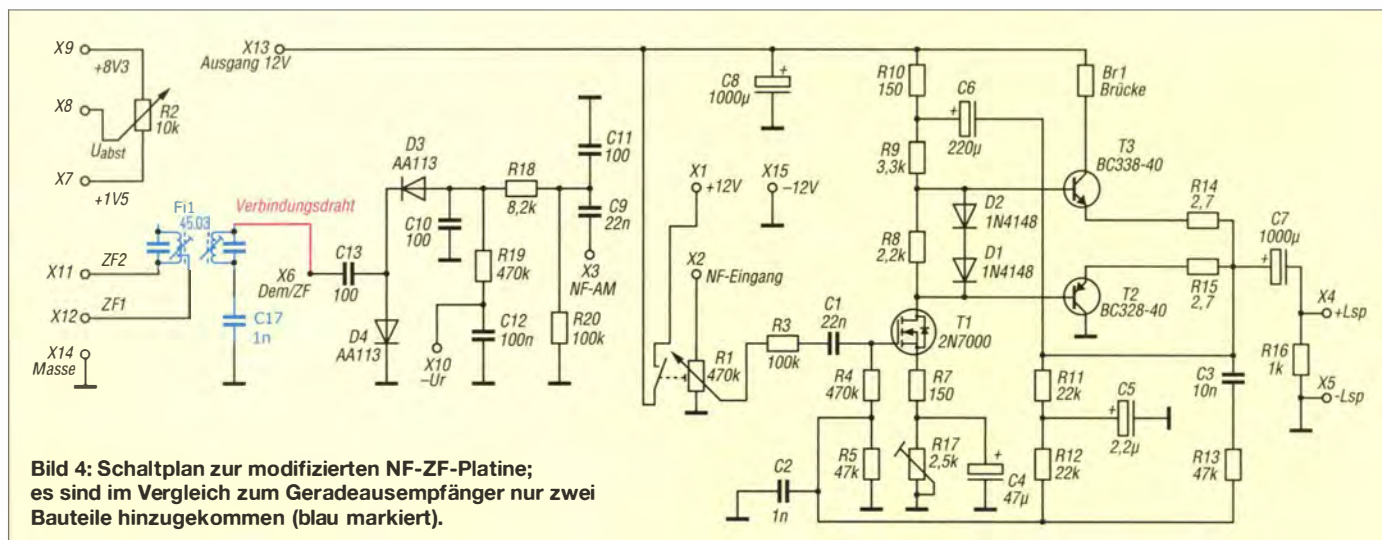 X9
+8V3
X8
R2
10k
Uabst
X7
+1V5
X13
Ausgang 12V
Fi1
45.03
Verbindungsdraht
X11
ZF2
X12
ZF1
C17
1n
X14
Masse
X6
Dem/ZF
C13
100
D3
AA113
D4
AA113
C10
100
R18
8,2k
C11
100
C9
22n
X3
NF-AM
R19
470k
C12
100n
X10
–Ur
R20
100k
C8
1000µ
X1
+12V
X15
–12V
X2
NF-Eingang
R1
470k
R3
100k
C1
22n
R10
150
C6
220µ
R9
3,3k
R8
2,2k
D2
1N4148
D1
1N4148
Br1
Brücke
T3
BC338-40
R14
2,7
R15
2,7
T2
BC328-40
C7
1000µ
X4
+Lsp
R16
1k
X5
-Lsp
T1
2N7000
R4
470k
R7
150
R5
47k
R17
2,5k
C4
47µ
C2
1n
R11
22k
C5
2,2µ
R12
22k
C3
10n
R13
47k
+
+
+
+
+
Bild 4: Schaltplan zur modifizierten NF-ZF-Platine;
es sind im Vergleich zum Geradeausempfänger nur zwei
Bauteile hinzugekommen (blau markiert).